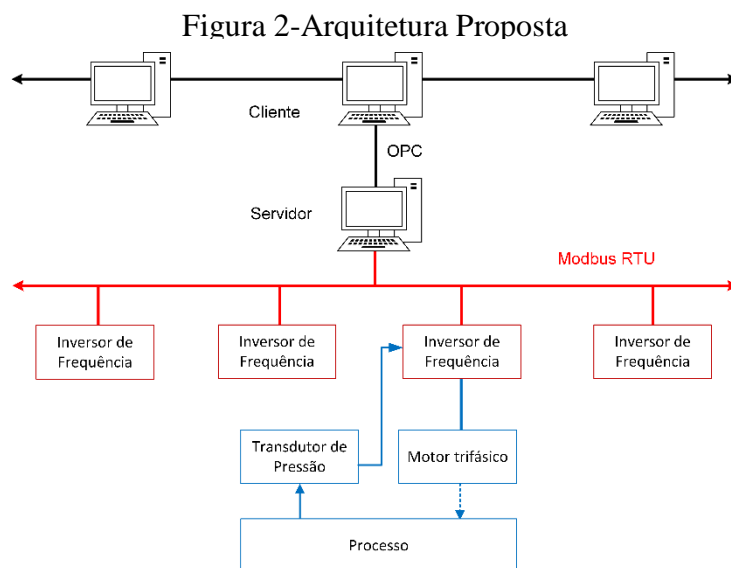 Figura 2-Arquitetura Proposta
Cliente
OPC
Servidor
Modbus RTU
Inversor de
Frequência
Inversor de
Frequência
Inversor de
Frequência
Inversor de
Frequência
Transdutor de
Pressão
Motor trifásico
Processo